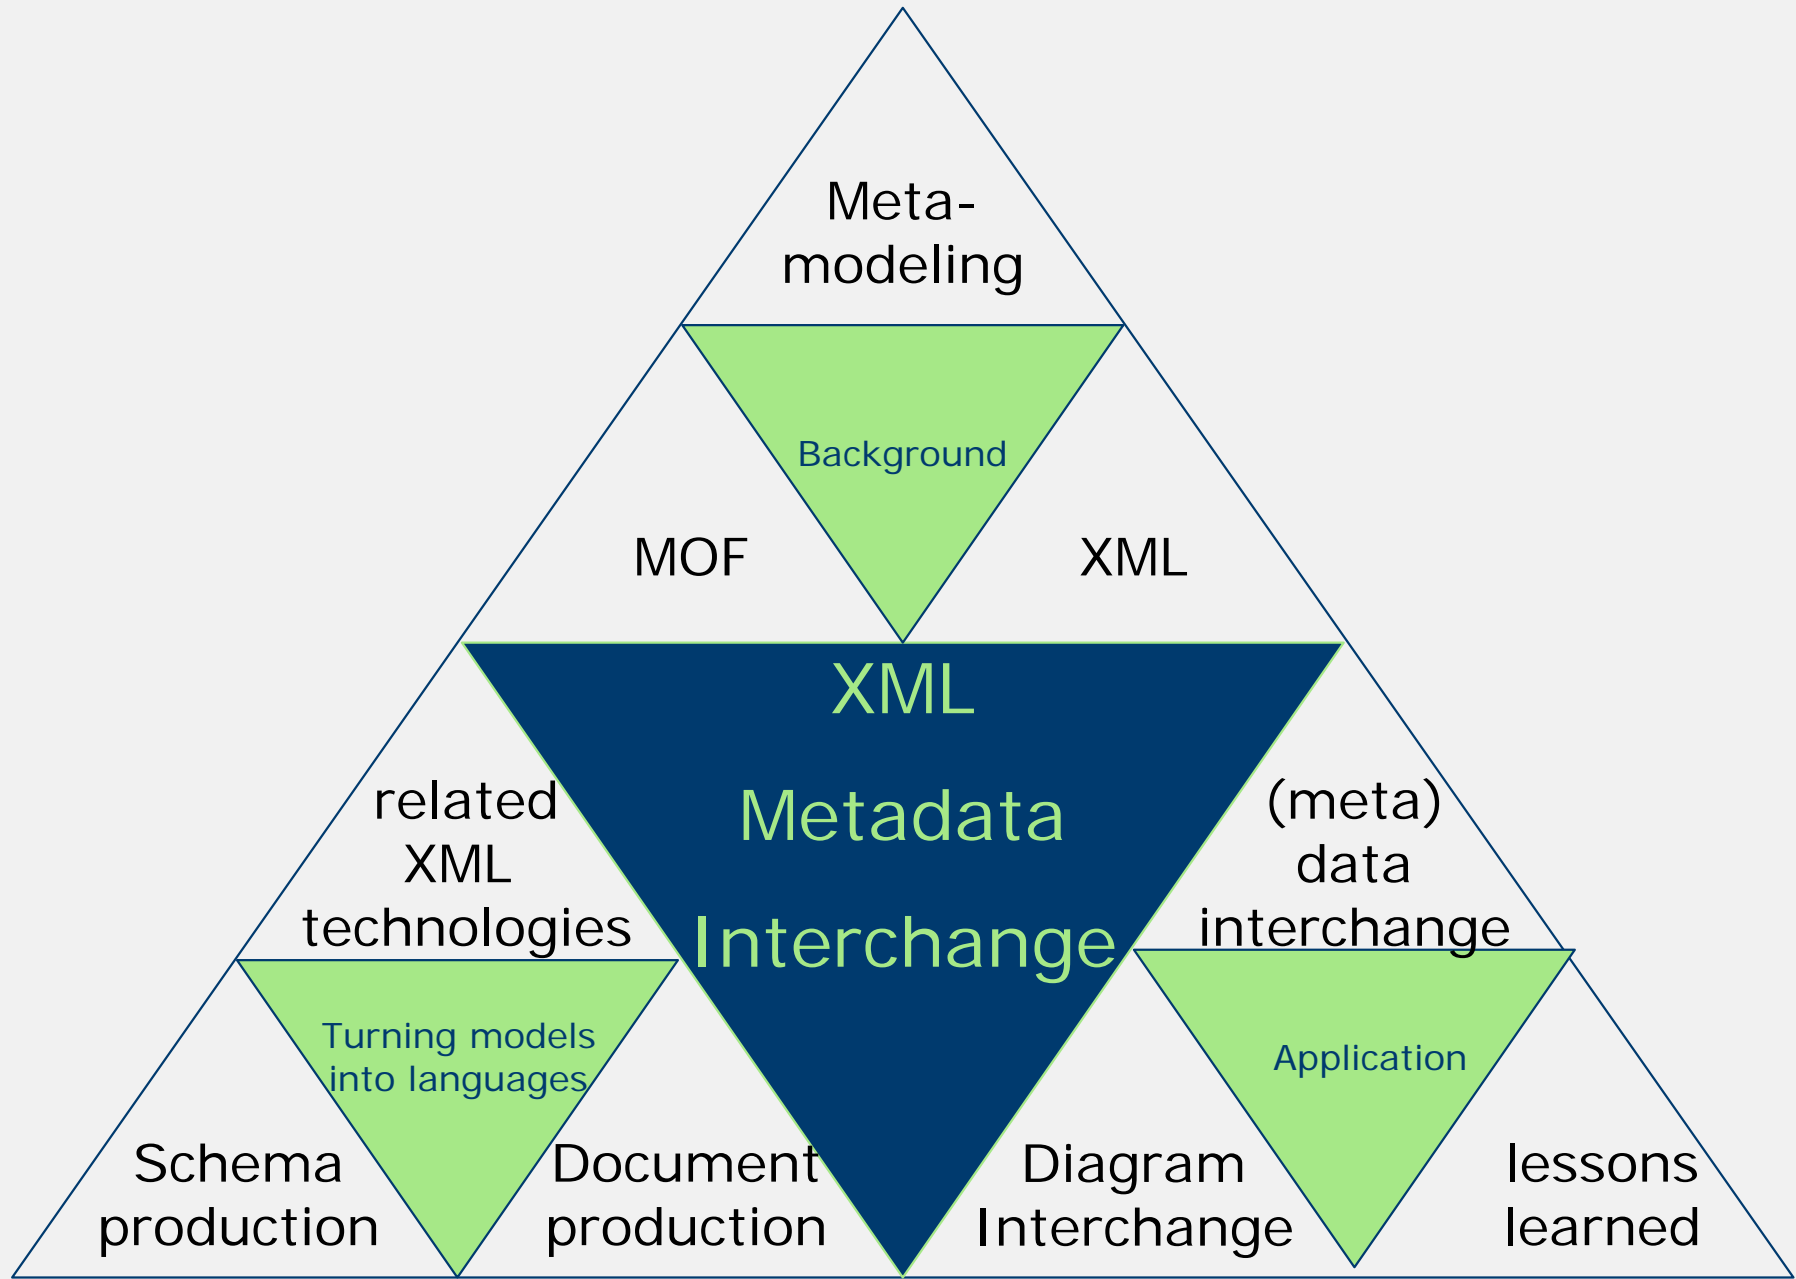 Meta-
modeling
Background
MOF
XML
XML
Metadata
Interchange
related
XML
technologies
(meta)
data
interchange
Turning models
into languages
Application
Schema
production
Document
production
Diagram
Interchange
lessons
learned